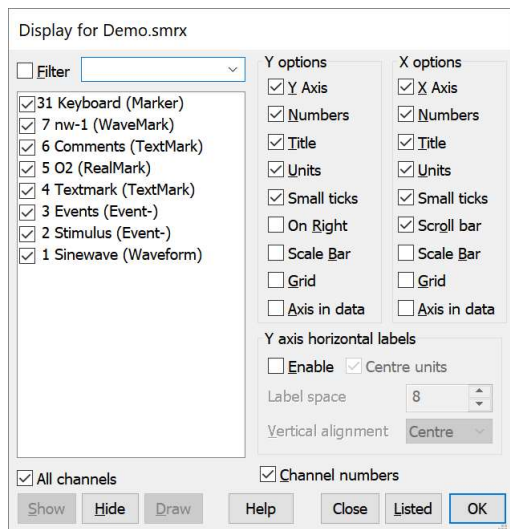 Display for Demo.smrx
Filter
31 Keyboard (Marker)
7 nw-1 (WaveMark)
6 Comments (TextMark)
5 O2 (RealMark)
4 Textmark (TextMark)
3 Events (Event-)
2 Stimulus (Event-)
1 Sinewave (Waveform)
All channels
Y options
Y Axis
Numbers
Title
Units
Small ticks
On Right
Scale Bar
Grid
Axis in data
X options
X Axis
Numbers
Title
Units
Small ticks
Scroll bar
Scale Bar
Grid
Axis in data
Y axis horizontal labels
Enable Centre units
Label space 8
Vertical alignment Centre
Channel numbers
Show Hide Draw Help Close Listed OK